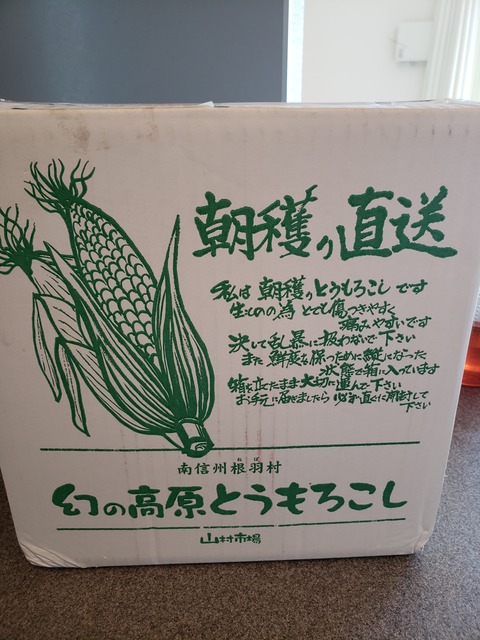 朝穫り直送
私は 朝穫りとうもろこし です
生ものの為 とても傷つきやすく
痛みやすいです
決して乱暴に扱わないで下さい
また 鮮度を保つために縦になった
状態で箱に入っています
箱を立てたまま大切に運んで下さい
お手元に届きましたら 必ず直ぐに開封して
下さい
南信州根羽村
ねば
幻の高原とうもろこし
山村市場